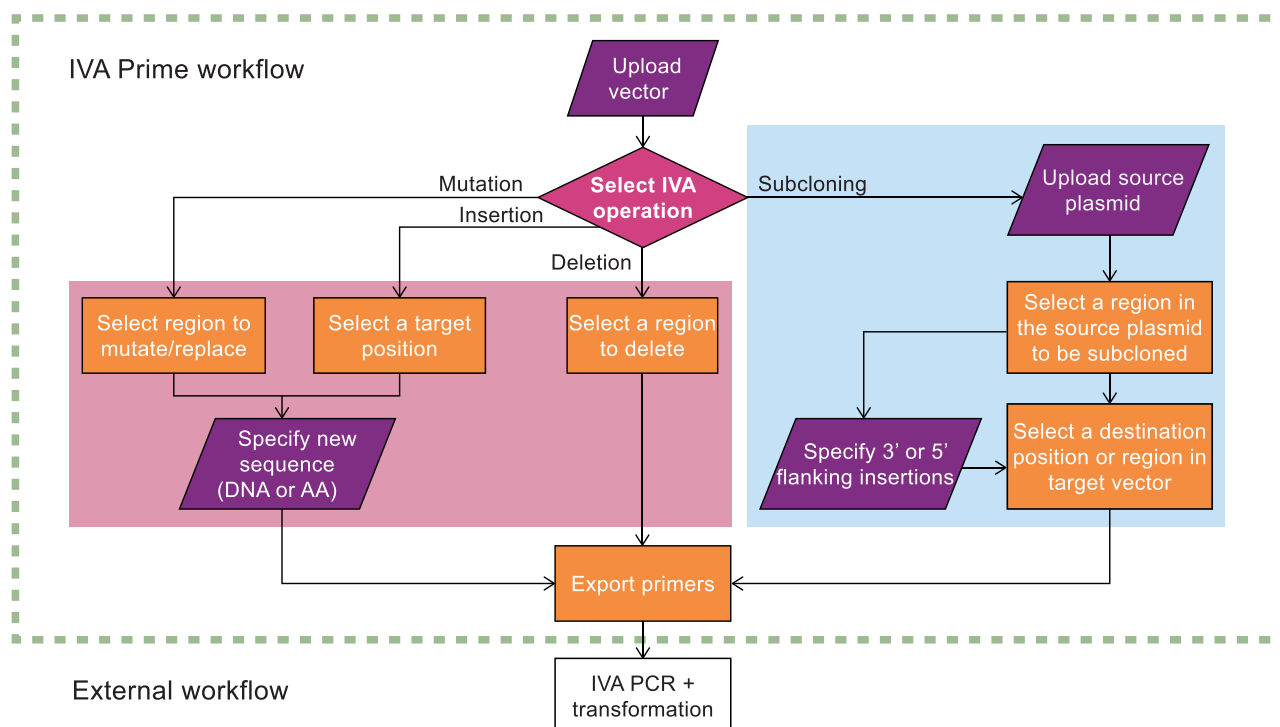 IVA Prime workflow
Upload
vector
Select IVA
operation
Mutation
Insertion
Deletion
Subcloning
Upload source
plasmid
Select region to
mutate/replace
Select a target
position
Select a region
to delete
Select a region in
the source plasmid
to be subcloned
Specify new
sequence
(DNA or AA)
Specify 3’ or 5’
flanking insertions
Select a destination
position or region in
target vector
Export primers
External workflow
IVA PCR +
transformation